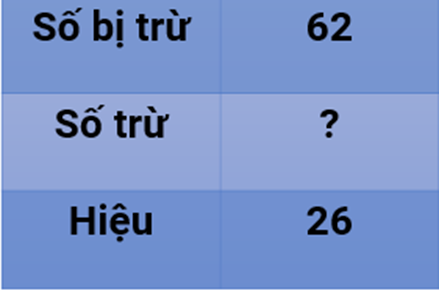 Số bị trừ 62
Số trừ ?
Hiệu 26